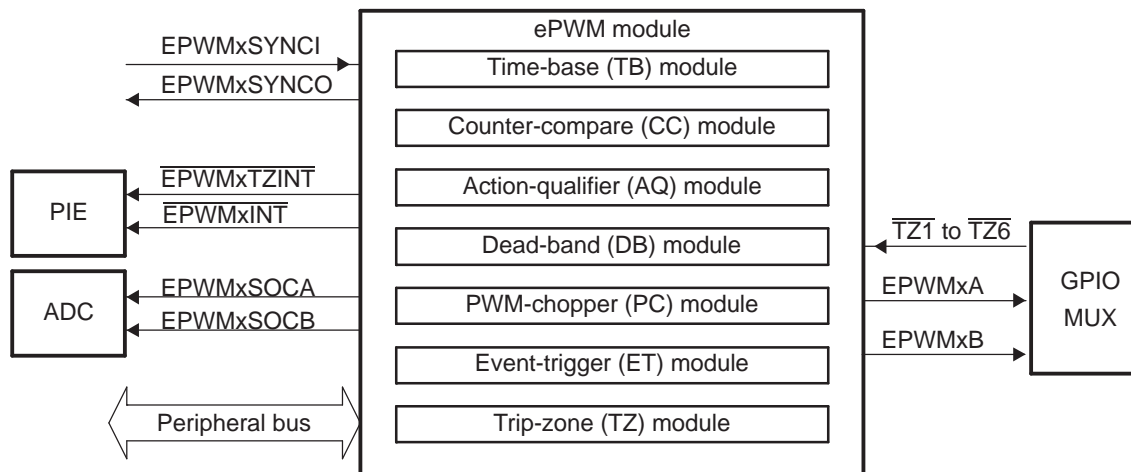 ePWM module
EPWMxSYNCI
EPWMxSYNCO
Time-base (TB) module
Counter-compare (CC) module
Action-qualifier (AQ) module
Dead-band (DB) module
PWM-chopper (PC) module
Event-trigger (ET) module
Trip-zone (TZ) module
PIE
EPWMxTZINT
EPWMxINT
ADC
EPWMxSOCA
EPWMxSOCB
Peripheral bus
TZ1 to TZ6
EPWMxA
EPWMxB
GPIO
MUX